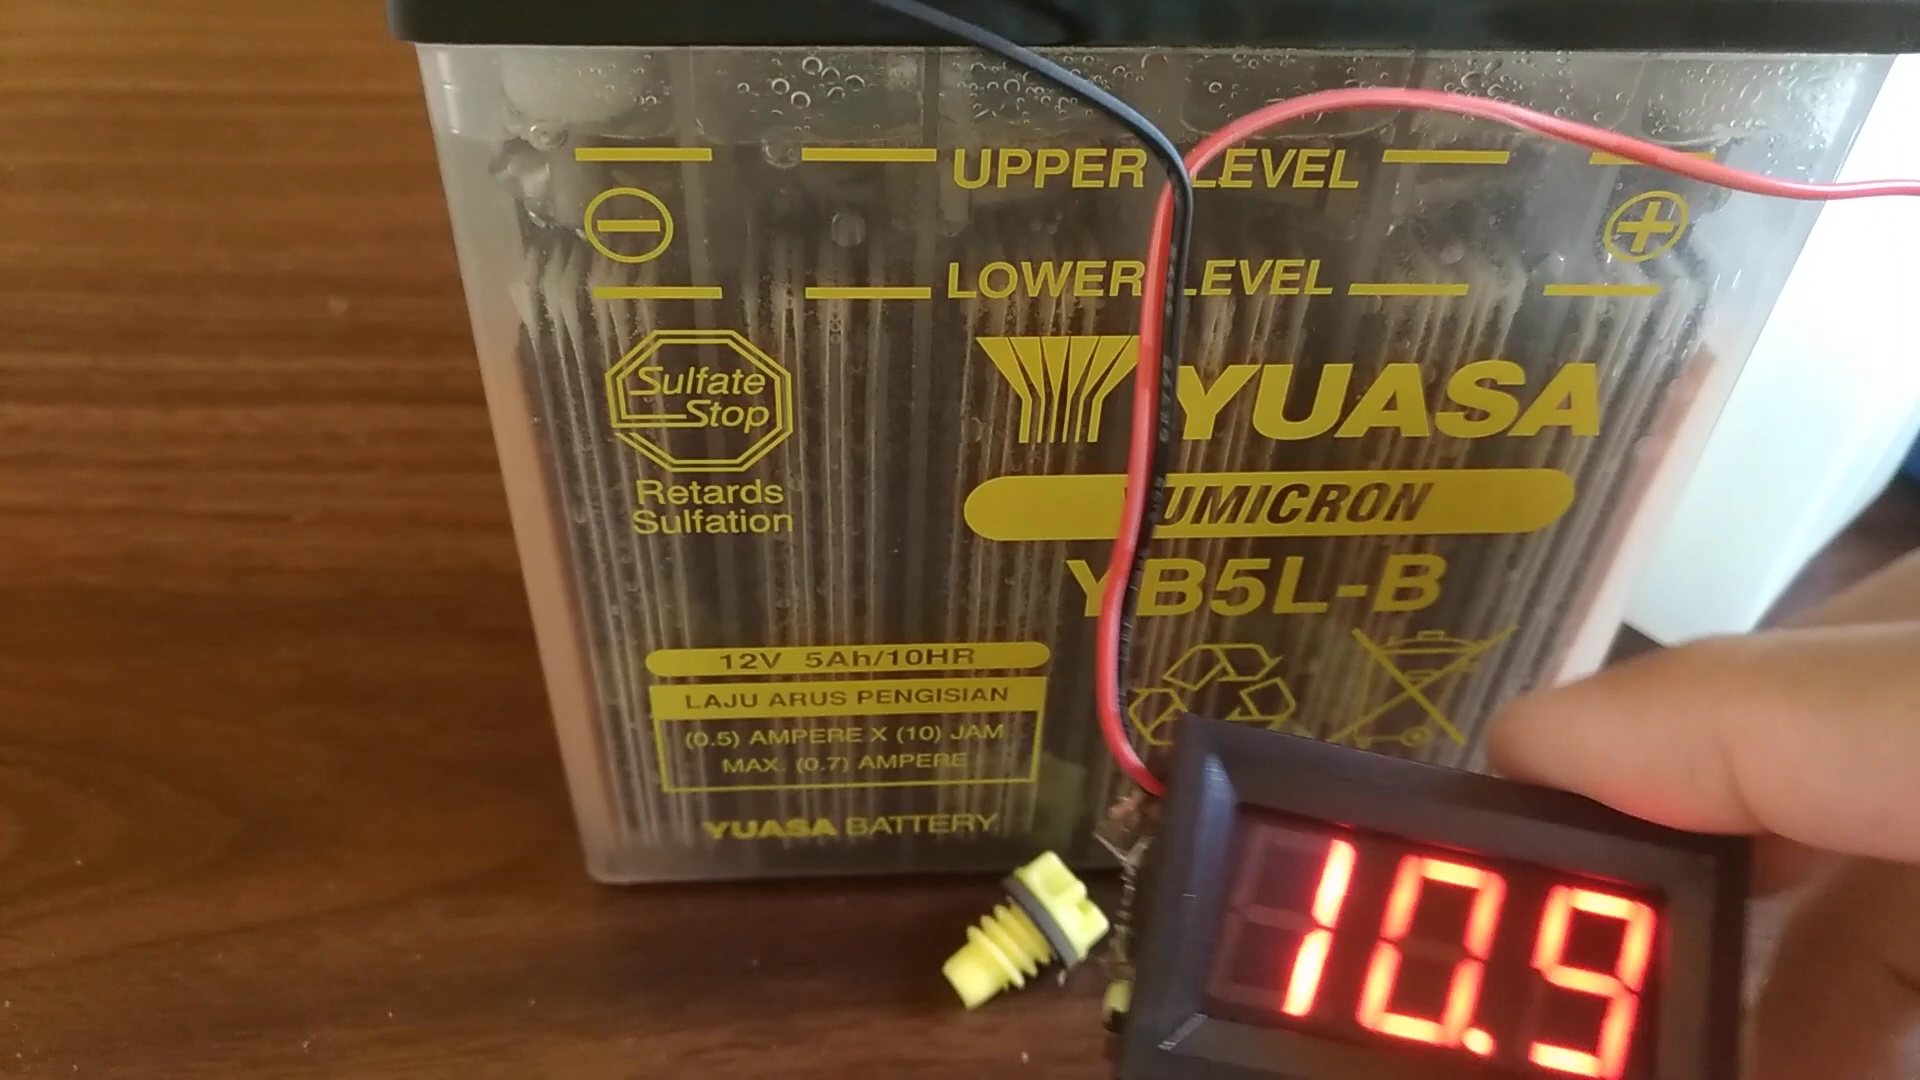 UPPER LEVEL
LOWER LEVEL
Sulfate
Stop
Retards
Sulfation
YUASA
YUMICRON
YB5L-B
12V 5Ah/10HR
LAJU ARUS PENGISIAN
(0.5) AMPERE X (10) JAM
MAX. (0.7) AMPERE
YUASA BATTERY
10.9